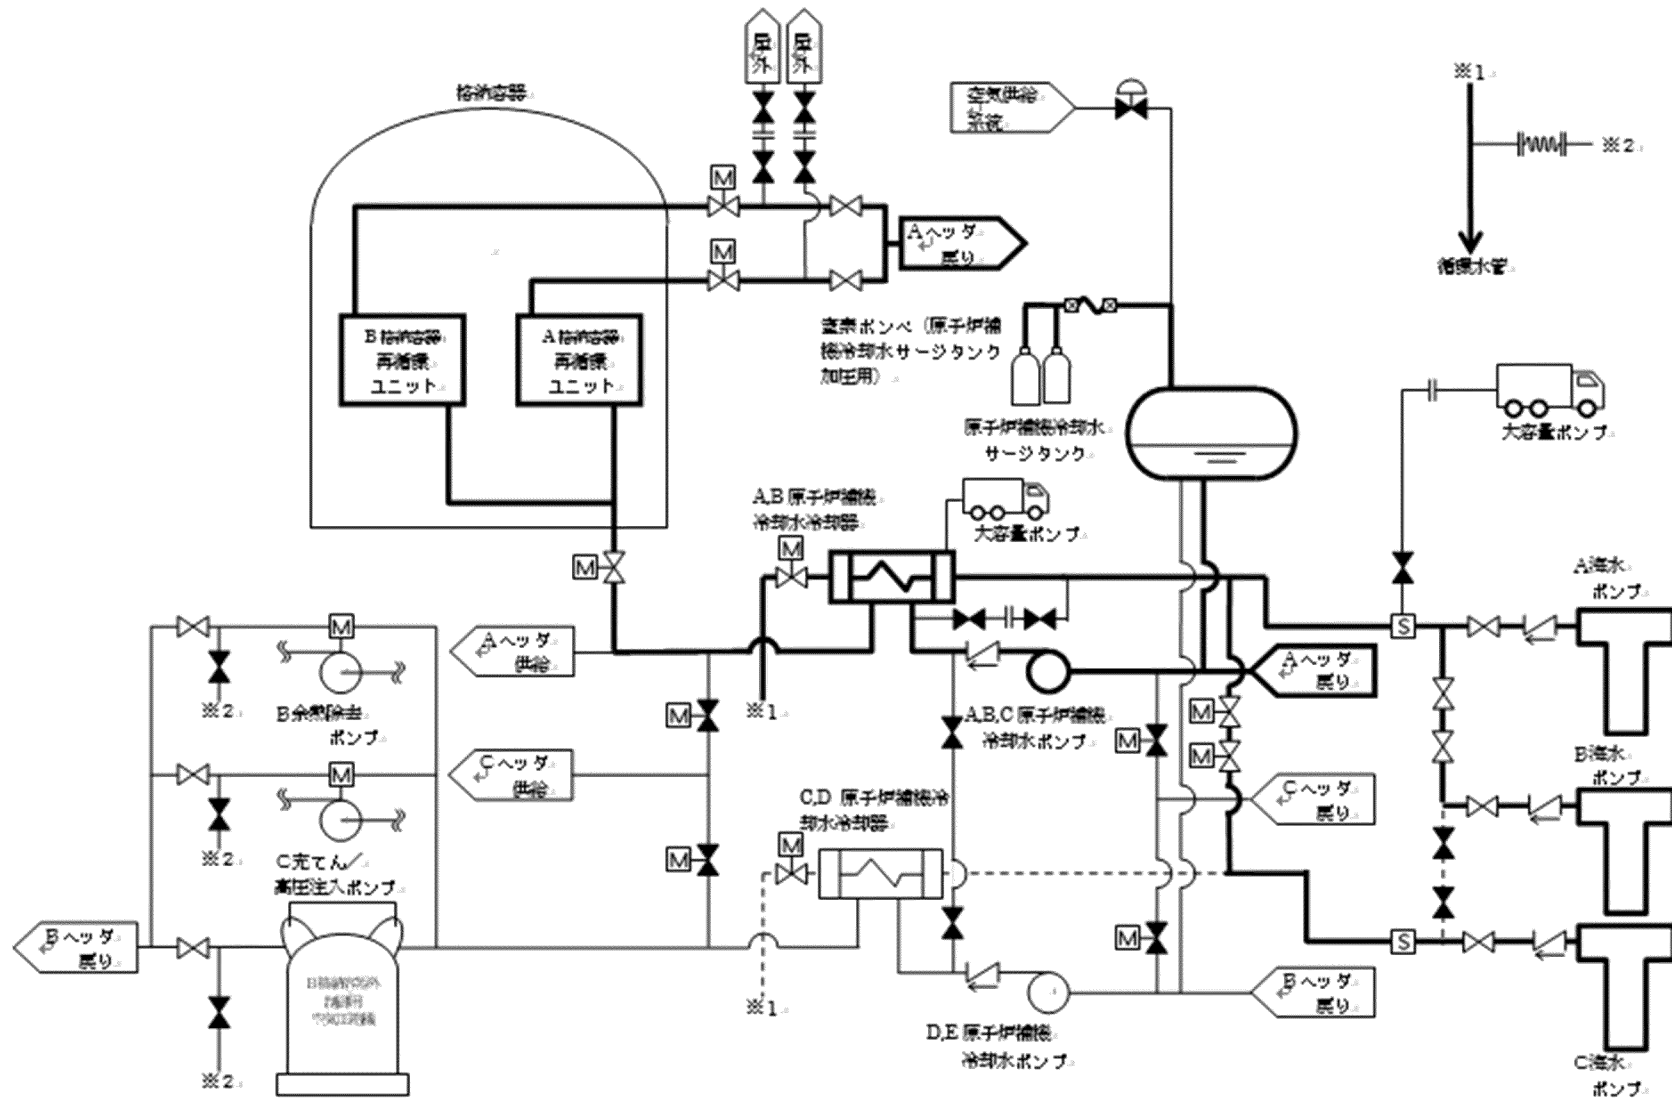 屋外
屋外
格納容器
空気供給
系統
※1
※2
循環水管
Aヘッダ
戻り
B格納容器
再循環
ユニット
A格納容器
再循環
ユニット
窒素ボンベ（原子炉補
機冷却水サージタンク
加圧用）
原子炉補機冷却水
サージタンク
大容量ポンプ
A,B原子炉補機
冷却水冷却器
大容量ポンプ
A海水
ポンプ
B海水
ポンプ
C海水
ポンプ
Aヘッダ
供給
Aヘッダ
戻り
※2
B余熱除去
ポンプ
※1
A,B,C原子炉補機
冷却水ポンプ
Cヘッダ
供給
Cヘッダ
戻り
C,D 原子炉補機冷
却水冷却器
※2
C充てん／
高圧注入ポンプ
Bヘッダ
戻り
※1
Bヘッダ
戻り
D,E原子炉補機
冷却水ポンプ
※2
M
M
M
M
M
M
M
M
M
M
M
M
M
S
S